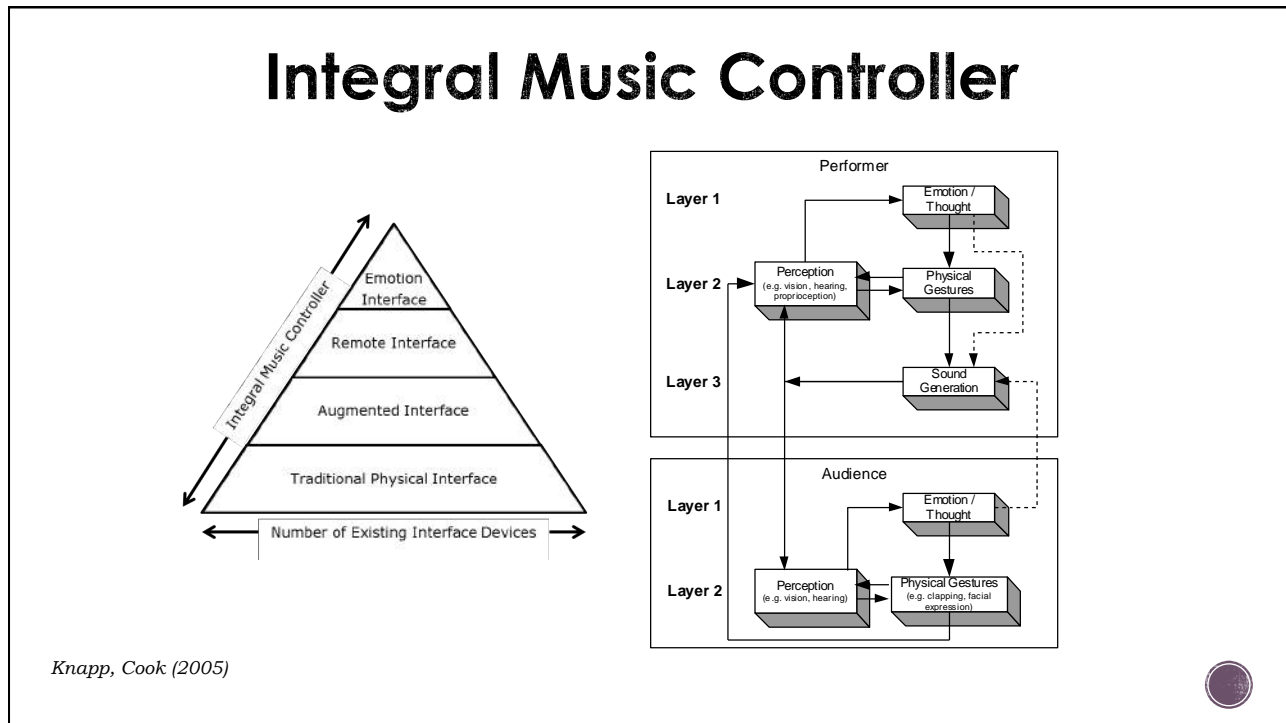 Integral Music Controller
Integral Music Controller
Emotion
Interface
Remote Interface
Augmented Interface
Traditional Physical Interface
Number of Existing Interface Devices
Performer
Layer 1
Emotion /
Thought
Layer 2
Perception
(e.g. vision, hearing,
proprioception)
Physical
Gestures
Layer 3
Sound
Generation
Audience
Layer 1
Emotion /
Thought
Layer 2
Perception
(e.g. vision, hearing)
Physical Gestures
(e.g. clapping, facial
expression)
Knapp, Cook (2005)